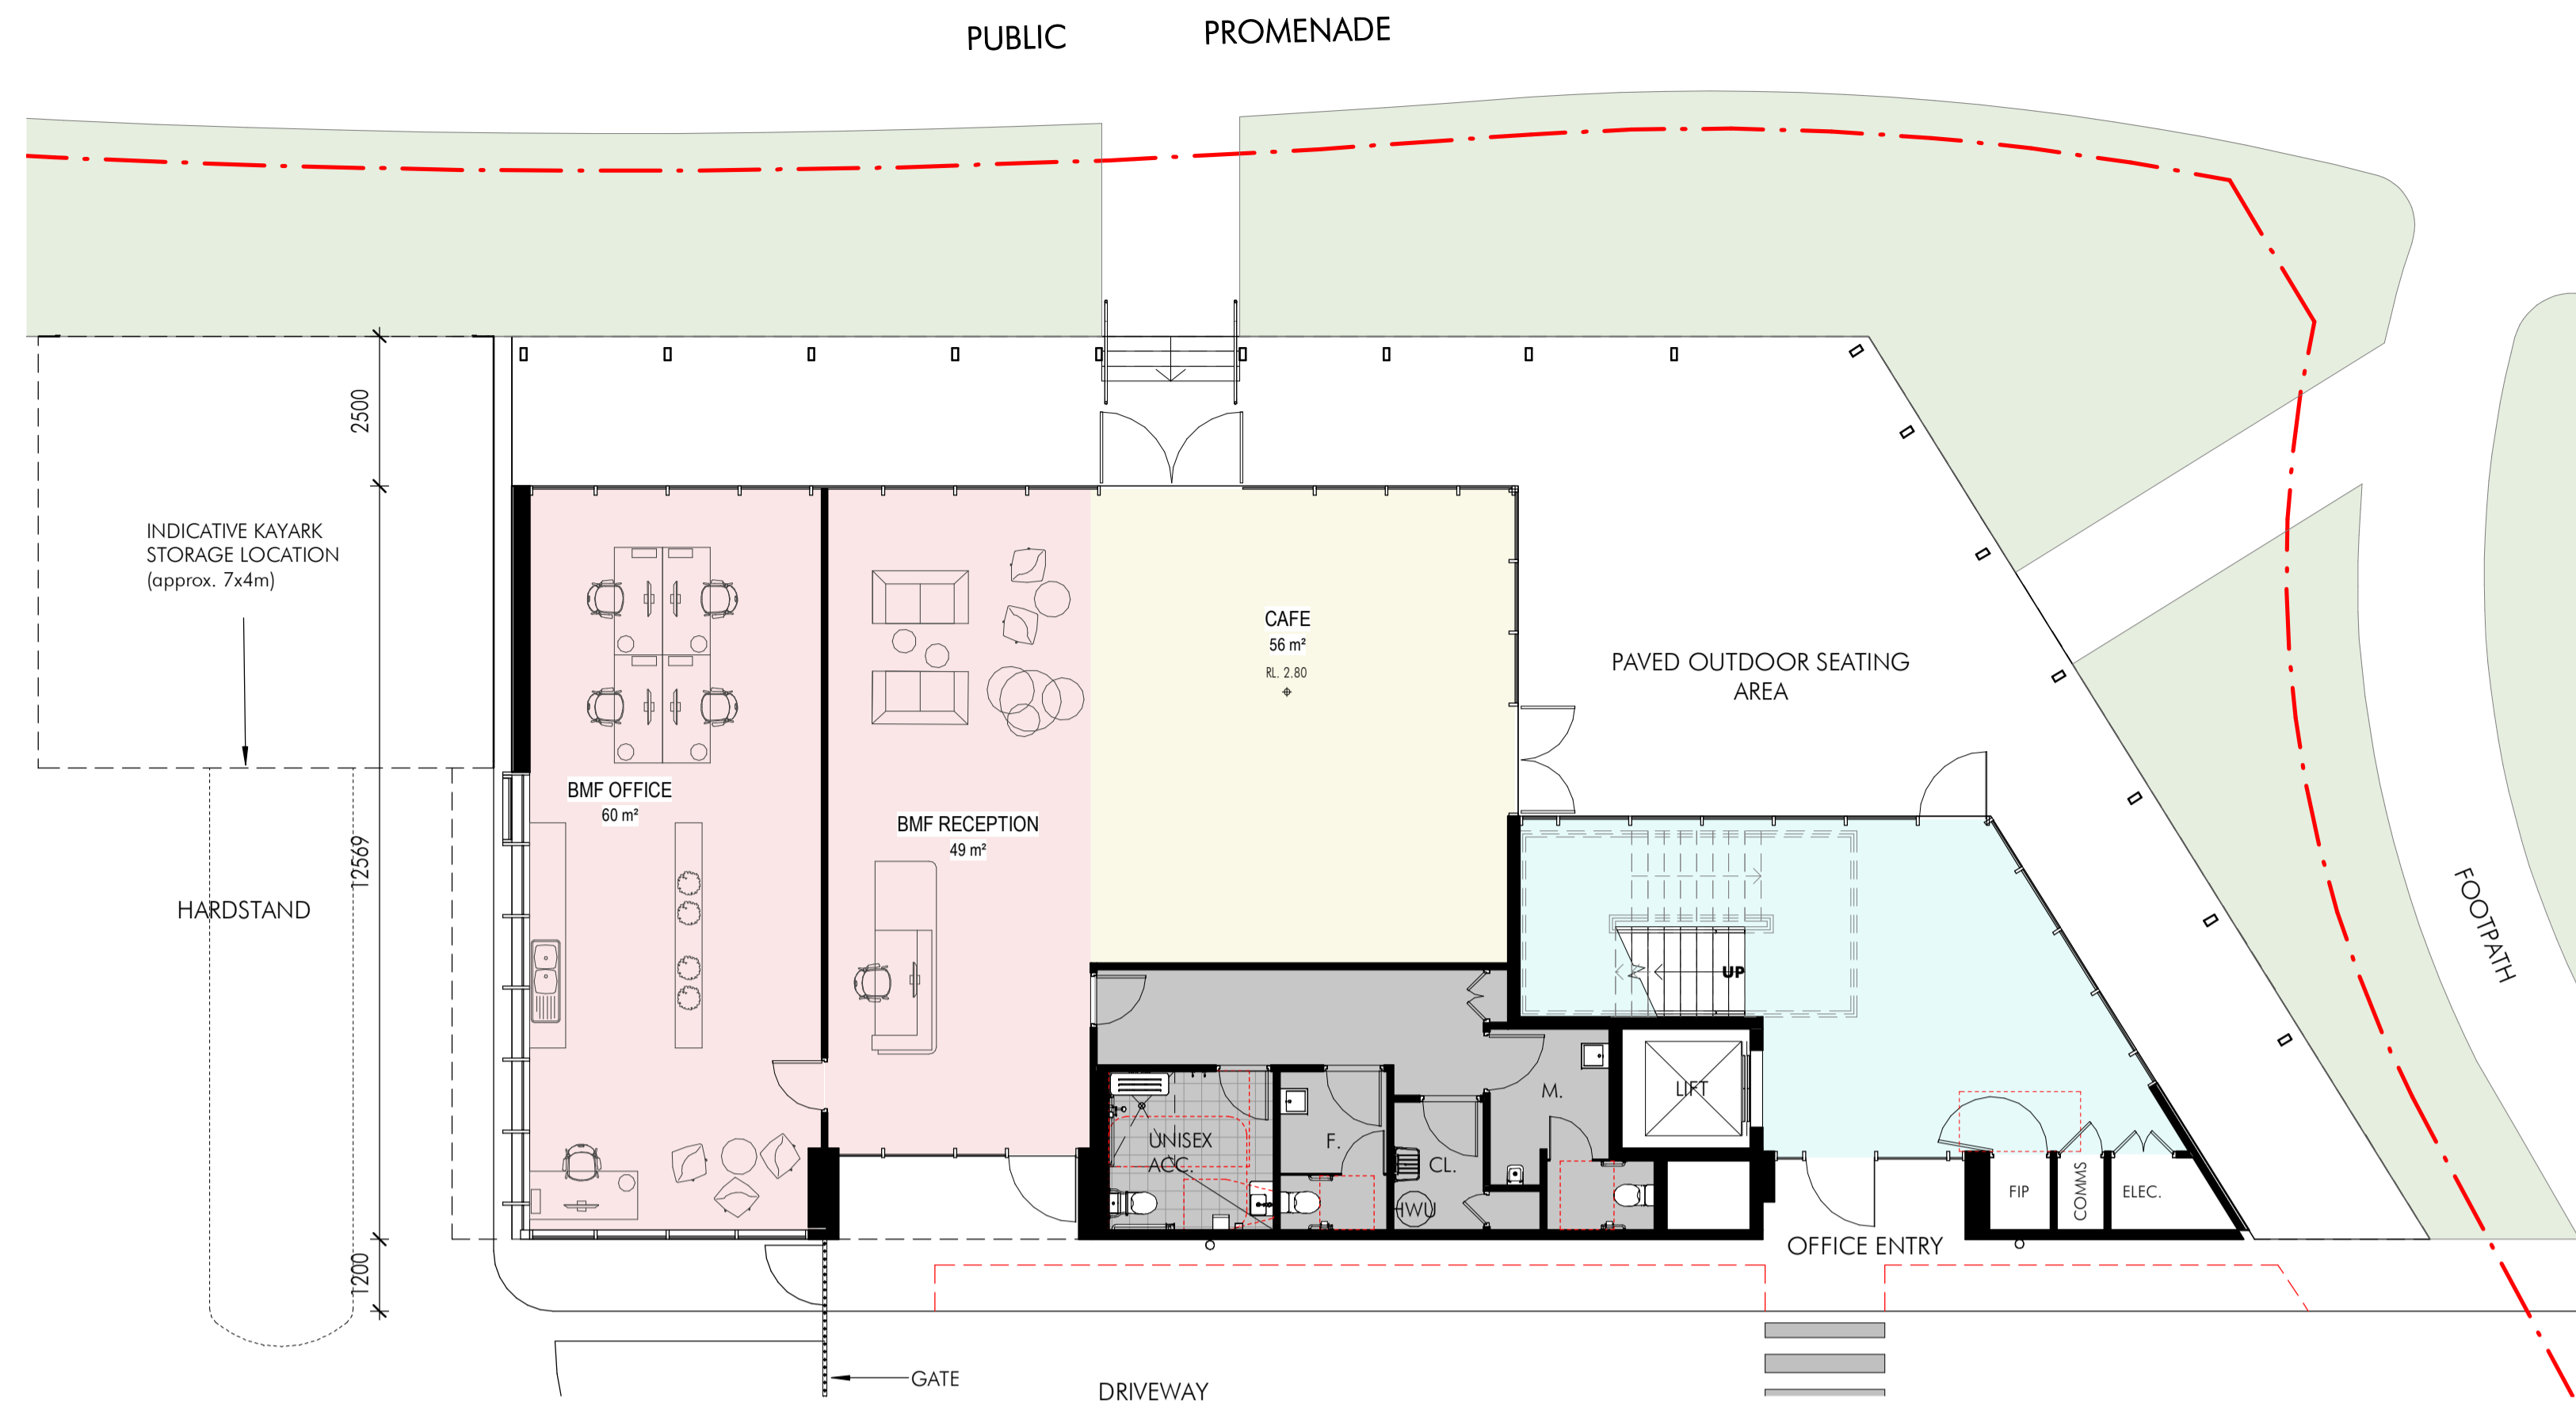 PUBLIC PROMENADE
2500
INDICATIVE KAYARK
STORAGE LOCATION
(approx. 7x4m)
CAFE
56 m²
RL. 2.80
PAVED OUTDOOR SEATING
AREA
BMF OFFICE
60 m²
BMF RECEPTION
49 m²
12569
HARDSTAND
FOOTPATH
UP
LIFT
M.
UNISEX
ACC.
F.
CL.
HWU
FIP
COMMS
ELEC.
OFFICE ENTRY
1200
GATE
DRIVEWAY